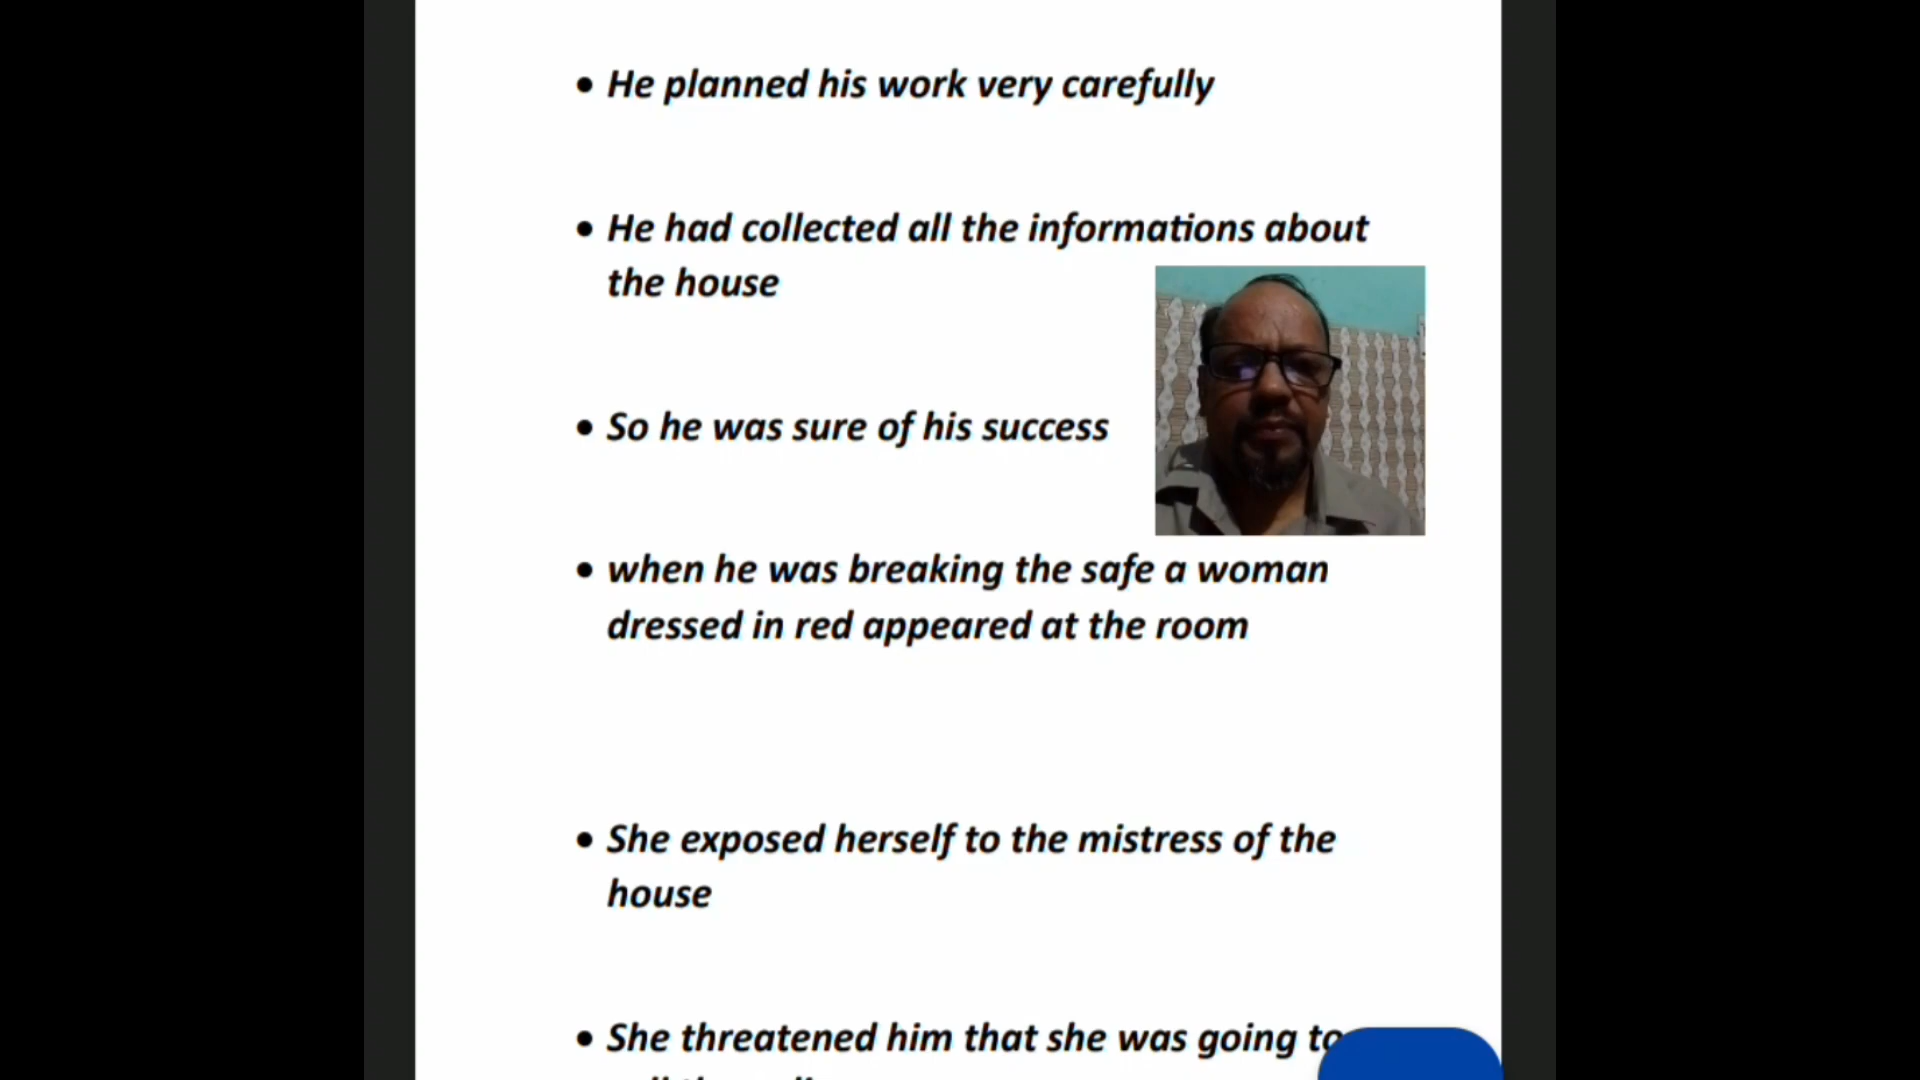 • He planned his work very carefully
• He had collected all the informations about
the house
• So he was sure of his success
• when he was breaking the safe a woman
dressed in red appeared at the room
• She exposed herself to the mistress of the
house
• She threatened him that she was going to